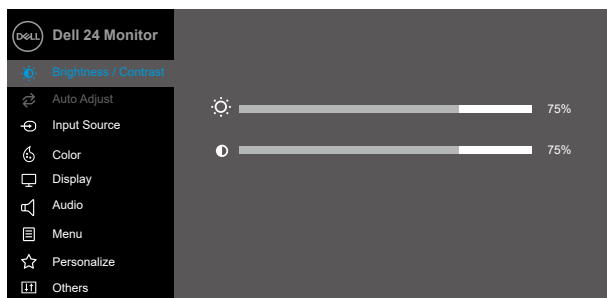 DELL Dell 24 Monitor
Brightness / Contrast
Auto Adjust
75%
Input Source
75%
Color
Display
Audio
Menu
Personalize
Others